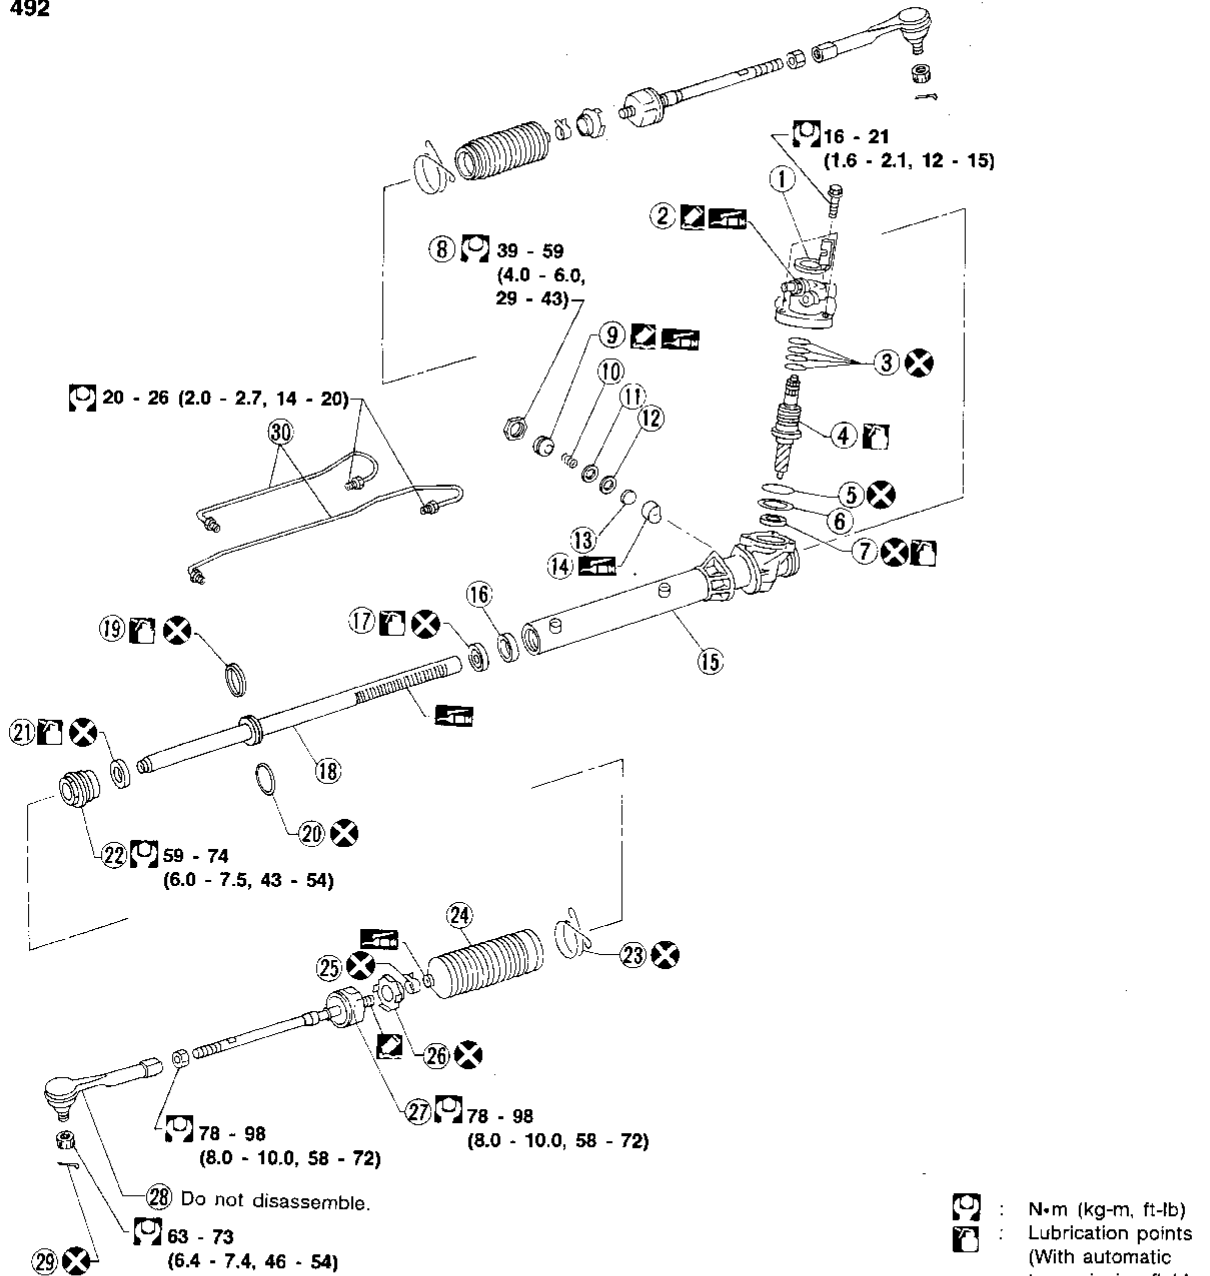 492
16 - 21
(1.6 - 2.1, 12 - 15)
1
2
8
39 - 59
(4.0 - 6.0,
29 - 43)
9
3
10
20 - 26 (2.0 - 2.7, 14 - 20)
11
12
30
4
5
6
13
7
14
16
17
19
15
21
18
20
22
59 - 74
(6.0 - 7.5, 43 - 54)
24
23
25
26
27
78 - 98
(8.0 - 10.0, 58 - 72)
78 - 98
(8.0 - 10.0, 58 - 72)
28 Do not disassemble.
63 - 73
(6.4 - 7.4, 46 - 54)
29
: N•m (kg-m, ft-lb)
: Lubrication points
(With automatic